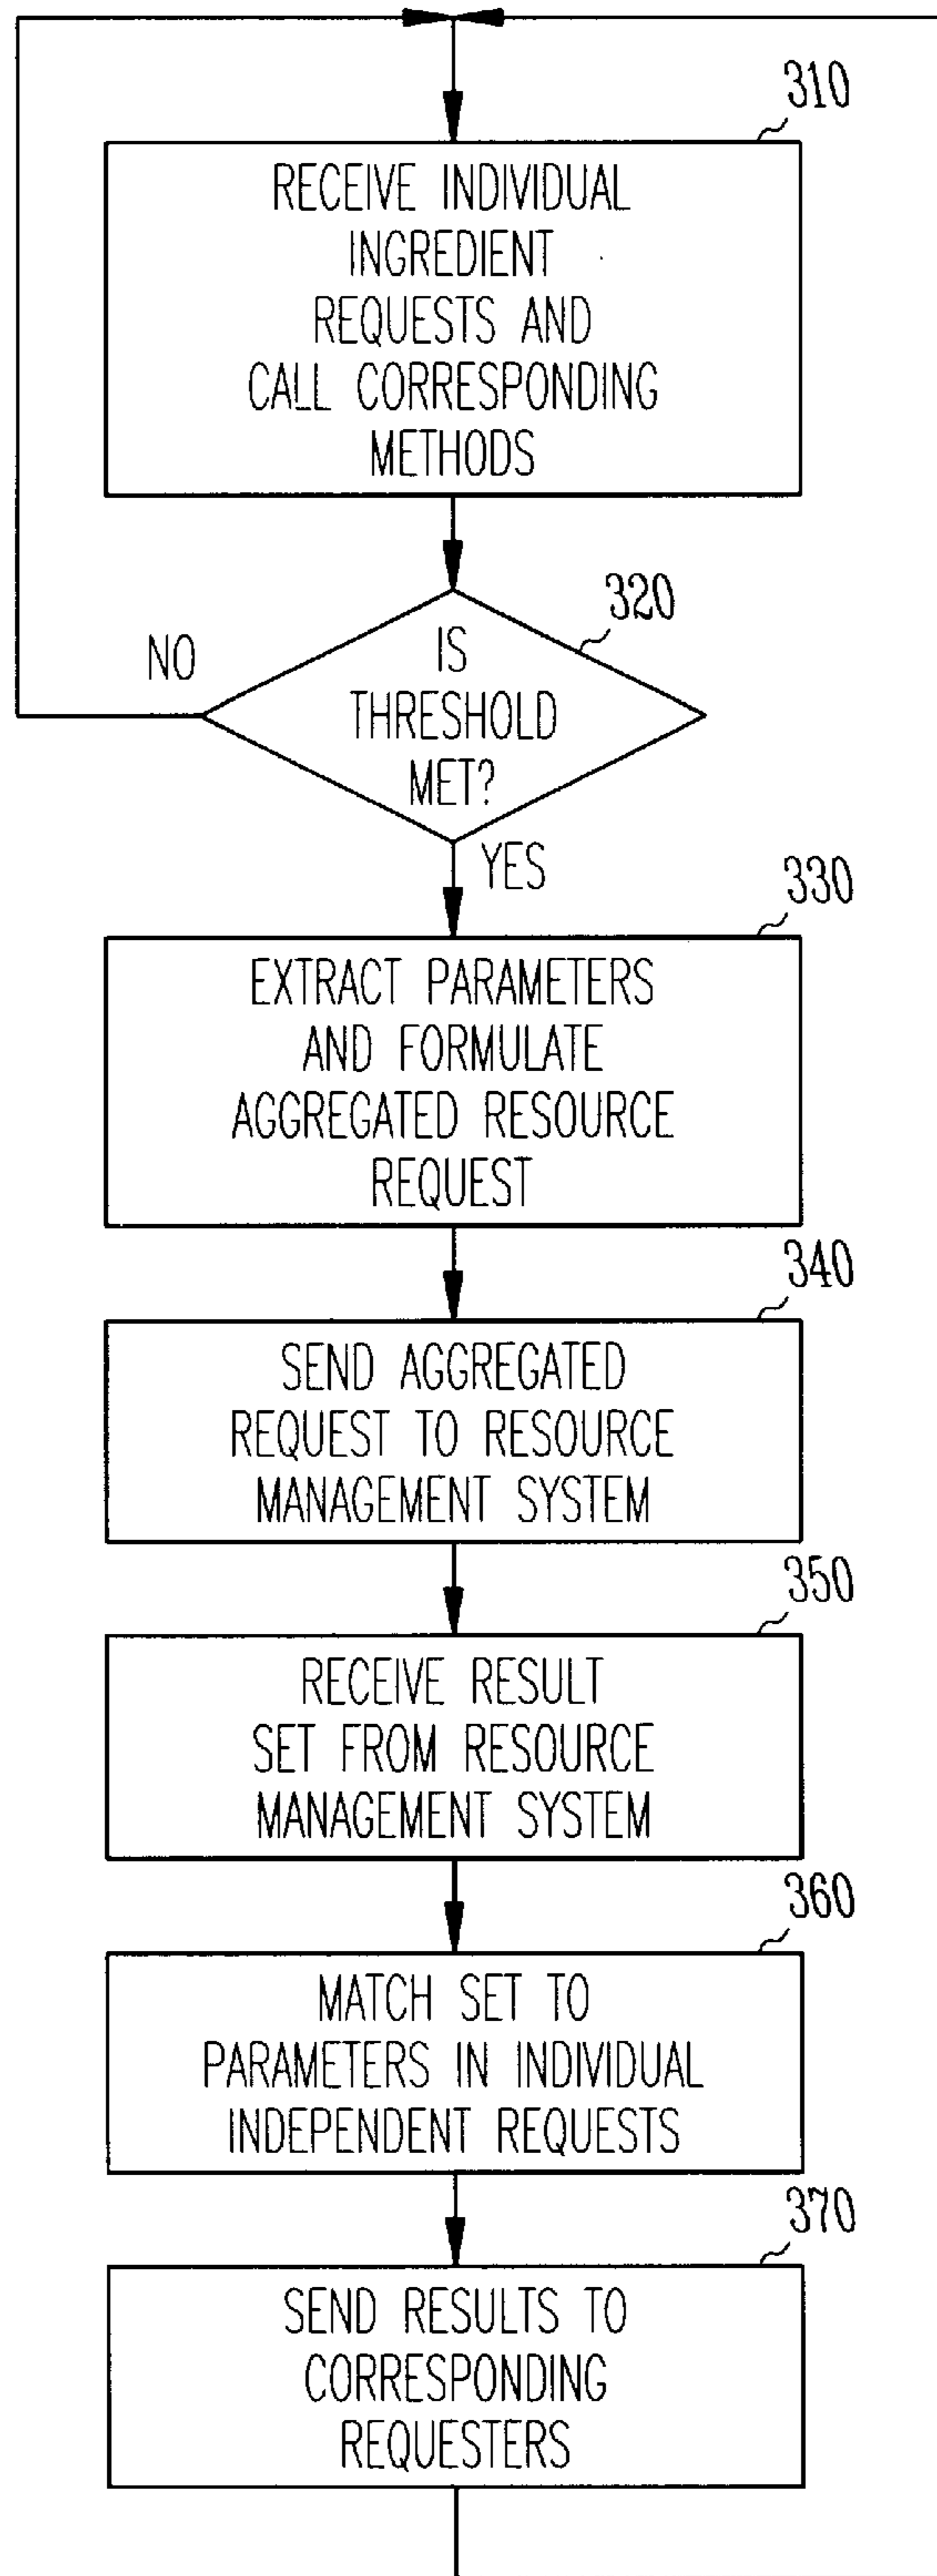 310
RECEIVE INDIVIDUAL
INGREDIENT
REQUESTS AND
CALL CORRESPONDING
METHODS
320
NO
IS
THRESHOLD
MET?
YES
330
EXTRACT PARAMETERS
AND FORMULATE
AGGREGATED RESOURCE
REQUEST
340
SEND AGGREGATED
REQUEST TO RESOURCE
MANAGEMENT SYSTEM
350
RECEIVE RESULT
SET FROM RESOURCE
MANAGEMENT SYSTEM
360
MATCH SET TO
PARAMETERS IN INDIVIDUAL
INDEPENDENT REQUESTS
370
SEND RESULTS TO
CORRESPONDING
REQUESTERS